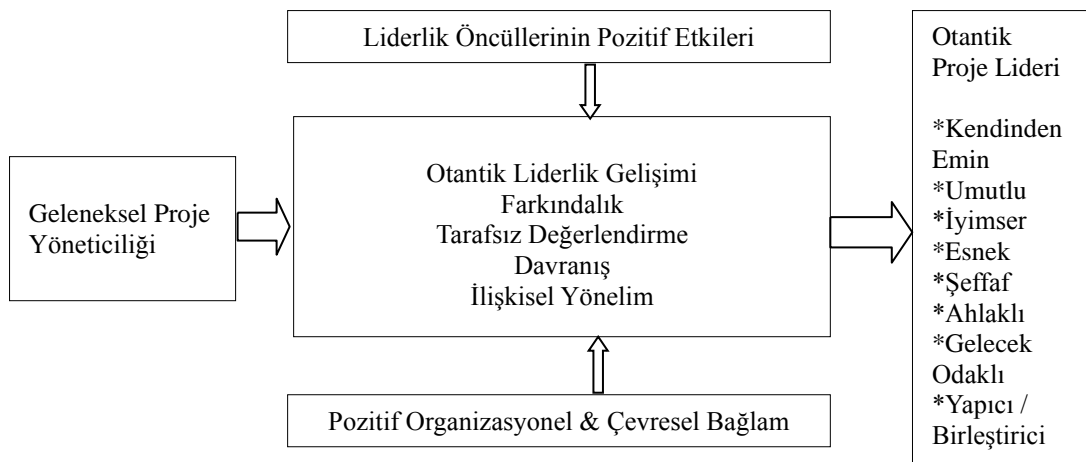 Liderlik Öncüllerinin Pozitif Etkileri
Geleneksel Proje
Yöneticiliği
Otantik Liderlik Gelişimi
Farkındalık
Tarafsız Değerlendirme
Davranış
İlişkisel Yönelim
Pozitif Organizasyonel & Çevresel Bağlam
Otantik
Proje Lideri
*Kendinden
Emin
*Umutlu
*İyimser
*Esnek
*Şeffaf
*Ahlaklı
*Gelecek
Odaklı
*Yapıcı /
Birleştirici